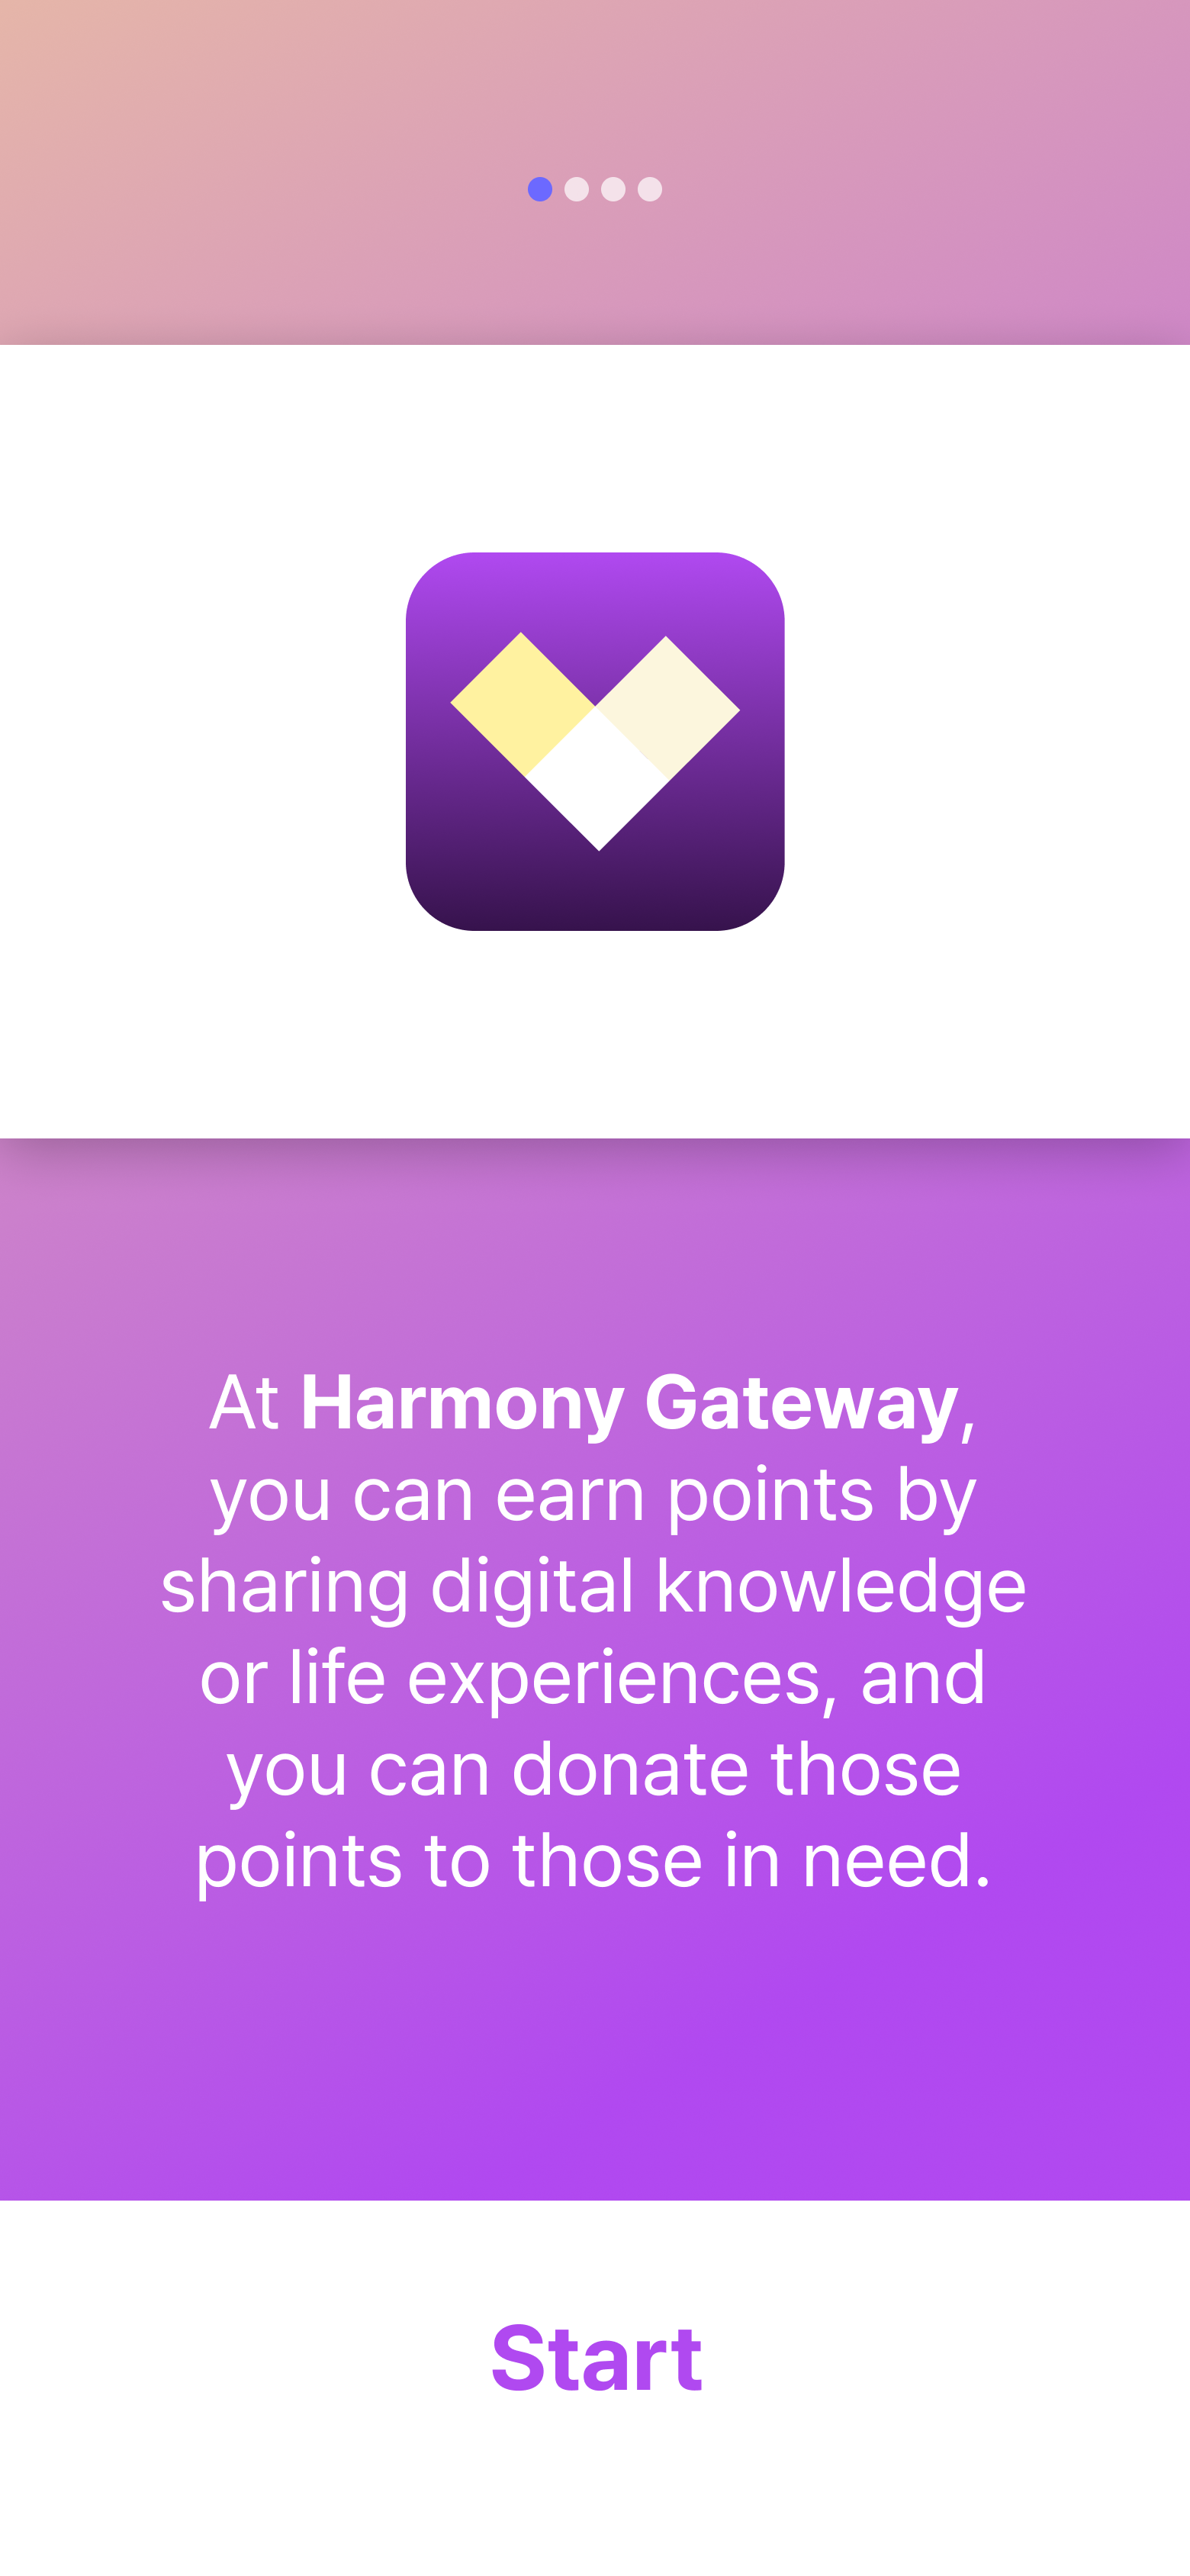 At Harmony Gateway,
you can earn points by
sharing digital knowledge
or life experiences, and
you can donate those
points to those in need.
Start